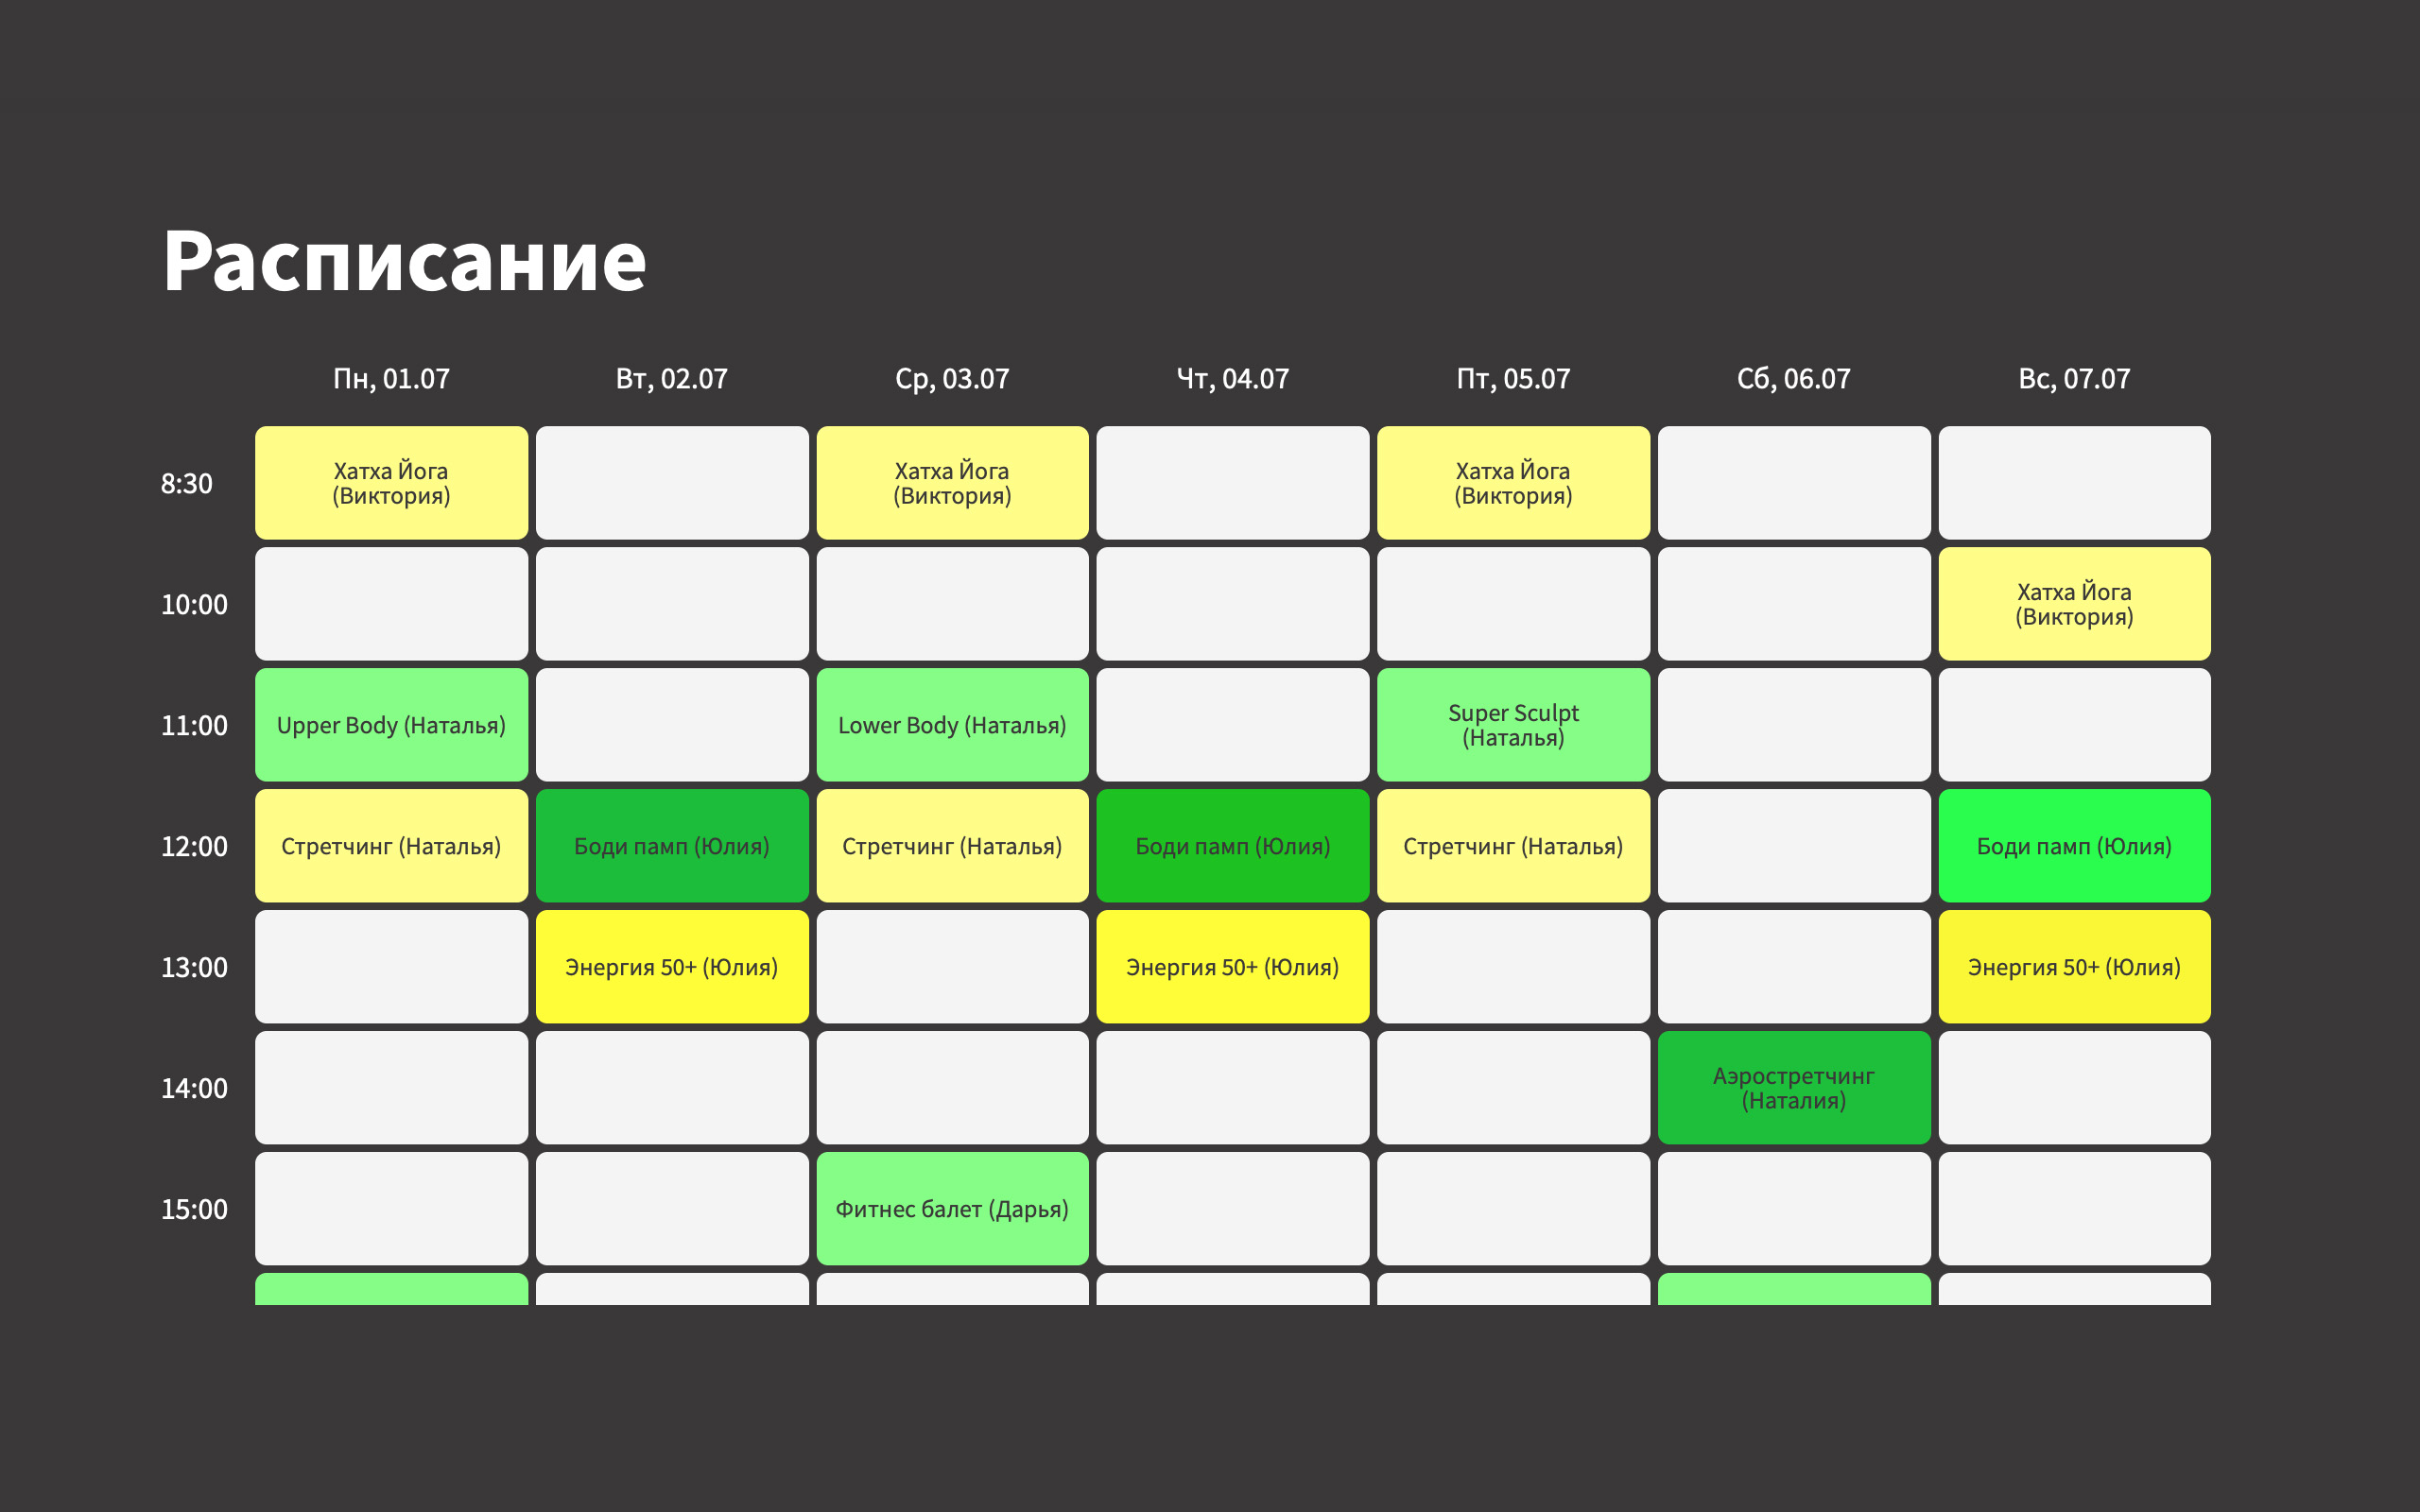 Расписание
Пн, 01.07
Вт, 02.07
Ср, 03.07
Чт, 04.07
Пт, 05.07
Сб, 06.07
Вс, 07.07
8:30
Хатха Йога
(Виктория)
Хатха Йога
(Виктория)
Хатха Йога
(Виктория)
10:00
Хатха Йога
(Виктория)
11:00
Upper Body (Наталья)
Lower Body (Наталья)
Super Sculpt
(Наталья)
12:00
Стретчинг (Наталья)
Боди памп (Юлия)
Стретчинг (Наталья)
Боди памп (Юлия)
Стретчинг (Наталья)
Боди памп (Юлия)
13:00
Энергия 50+ (Юлия)
Энергия 50+ (Юлия)
Энергия 50+ (Юлия)
14:00
Аэростретчинг
(Наталия)
15:00
Фитнес балет (Дарья)